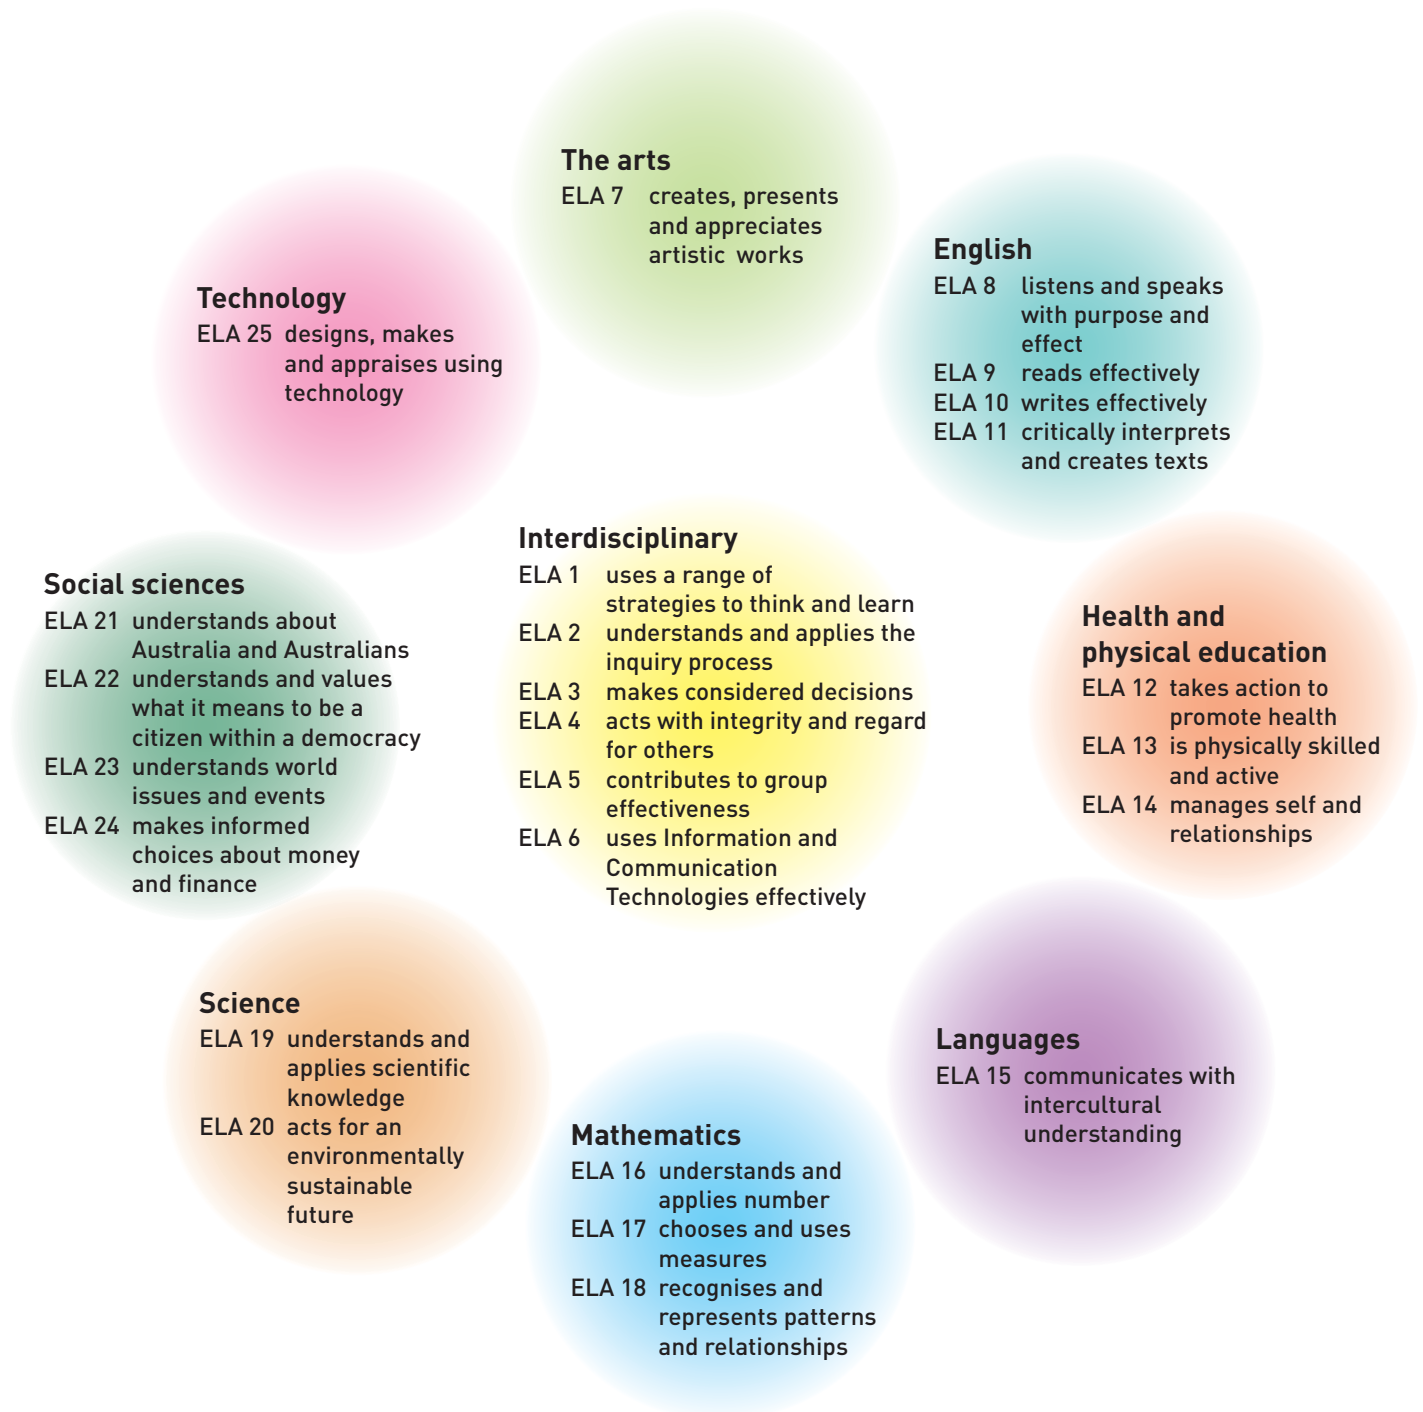 The arts
ELA 7 creates, presents
and appreciates
artistic works
English
ELA 8 listens and speaks
with purpose and
effect
ELA 9 reads effectively
ELA 10 writes effectively
ELA 11 critically interprets
and creates texts
Technology
ELA 25 designs, makes
and appraises using
technology
Interdisciplinary
ELA 1 uses a range of
strategies to think and learn
ELA 2 understands and applies the
inquiry process
ELA 3 makes considered decisions
ELA 4 acts with integrity and regard
for others
ELA 5 contributes to group
effectiveness
ELA 6 uses Information and
Communication
Technologies effectively
Social sciences
ELA 21 understands about
Australia and Australians
ELA 22 understands and values
what it means to be a
citizen within a democracy
ELA 23 understands world
issues and events
ELA 24 makes informed
choices about money
and finance
Health and
physical education
ELA 12 takes action to
promote health
ELA 13 is physically skilled
and active
ELA 14 manages self and
relationships
Science
ELA 19 understands and
applies scientific
knowledge
ELA 20 acts for an
environmentally
sustainable
future
Languages
ELA 15 communicates with
intercultural
understanding
Mathematics
ELA 16 understands and
applies number
ELA 17 chooses and uses
measures
ELA 18 recognises and
represents patterns
and relationships